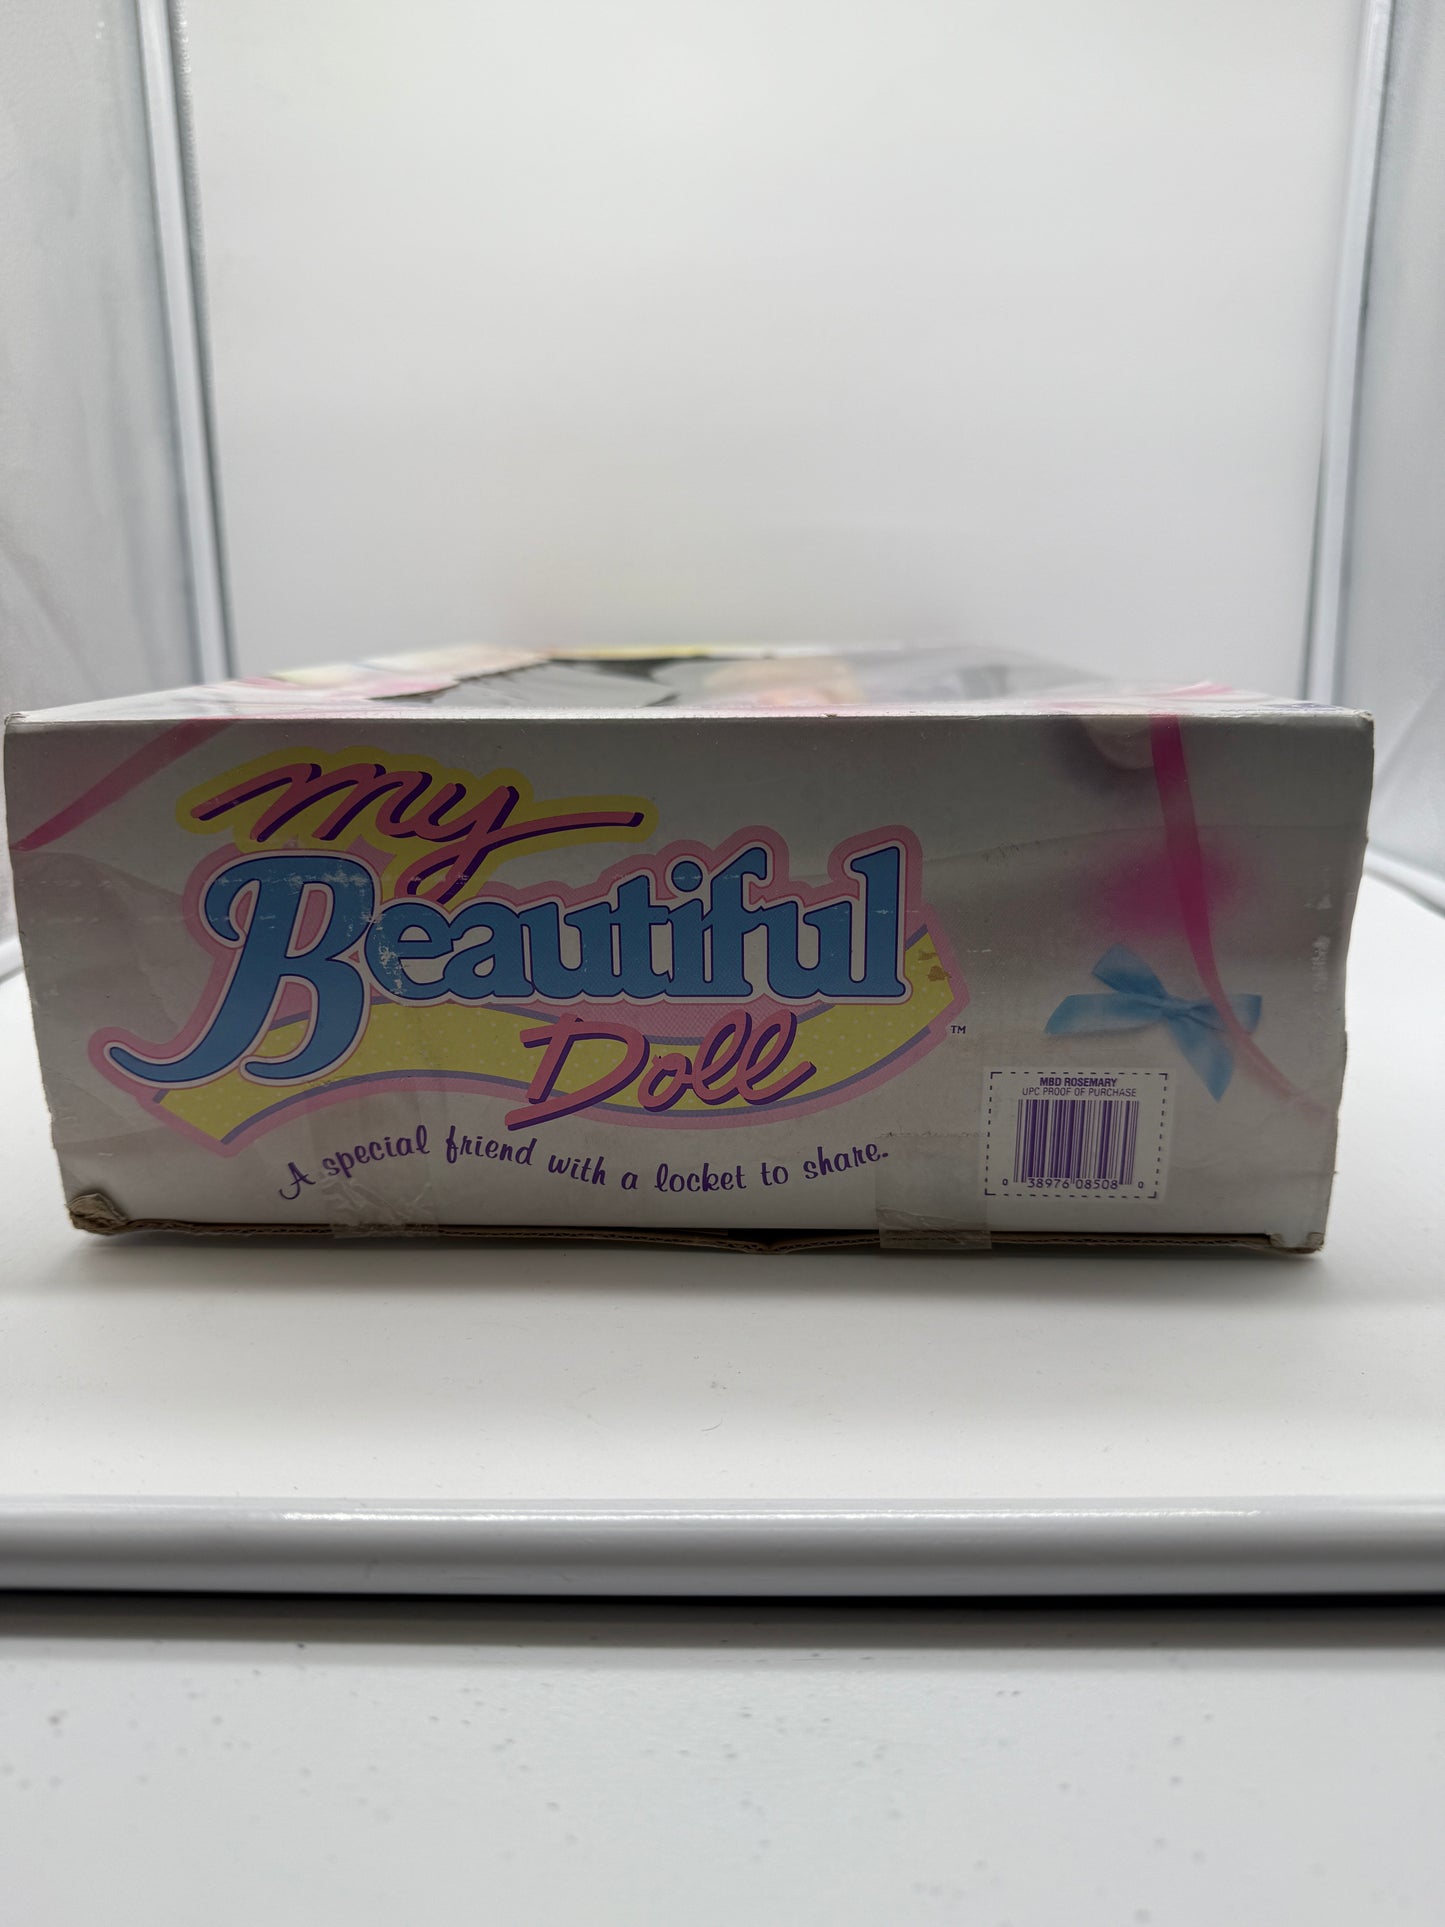 my
Beautiful
Doll
TM
A special friend with a locket to share.
MBD ROSEMARY
UPC PROOF OF PURCHASE
0 38976 08508 0